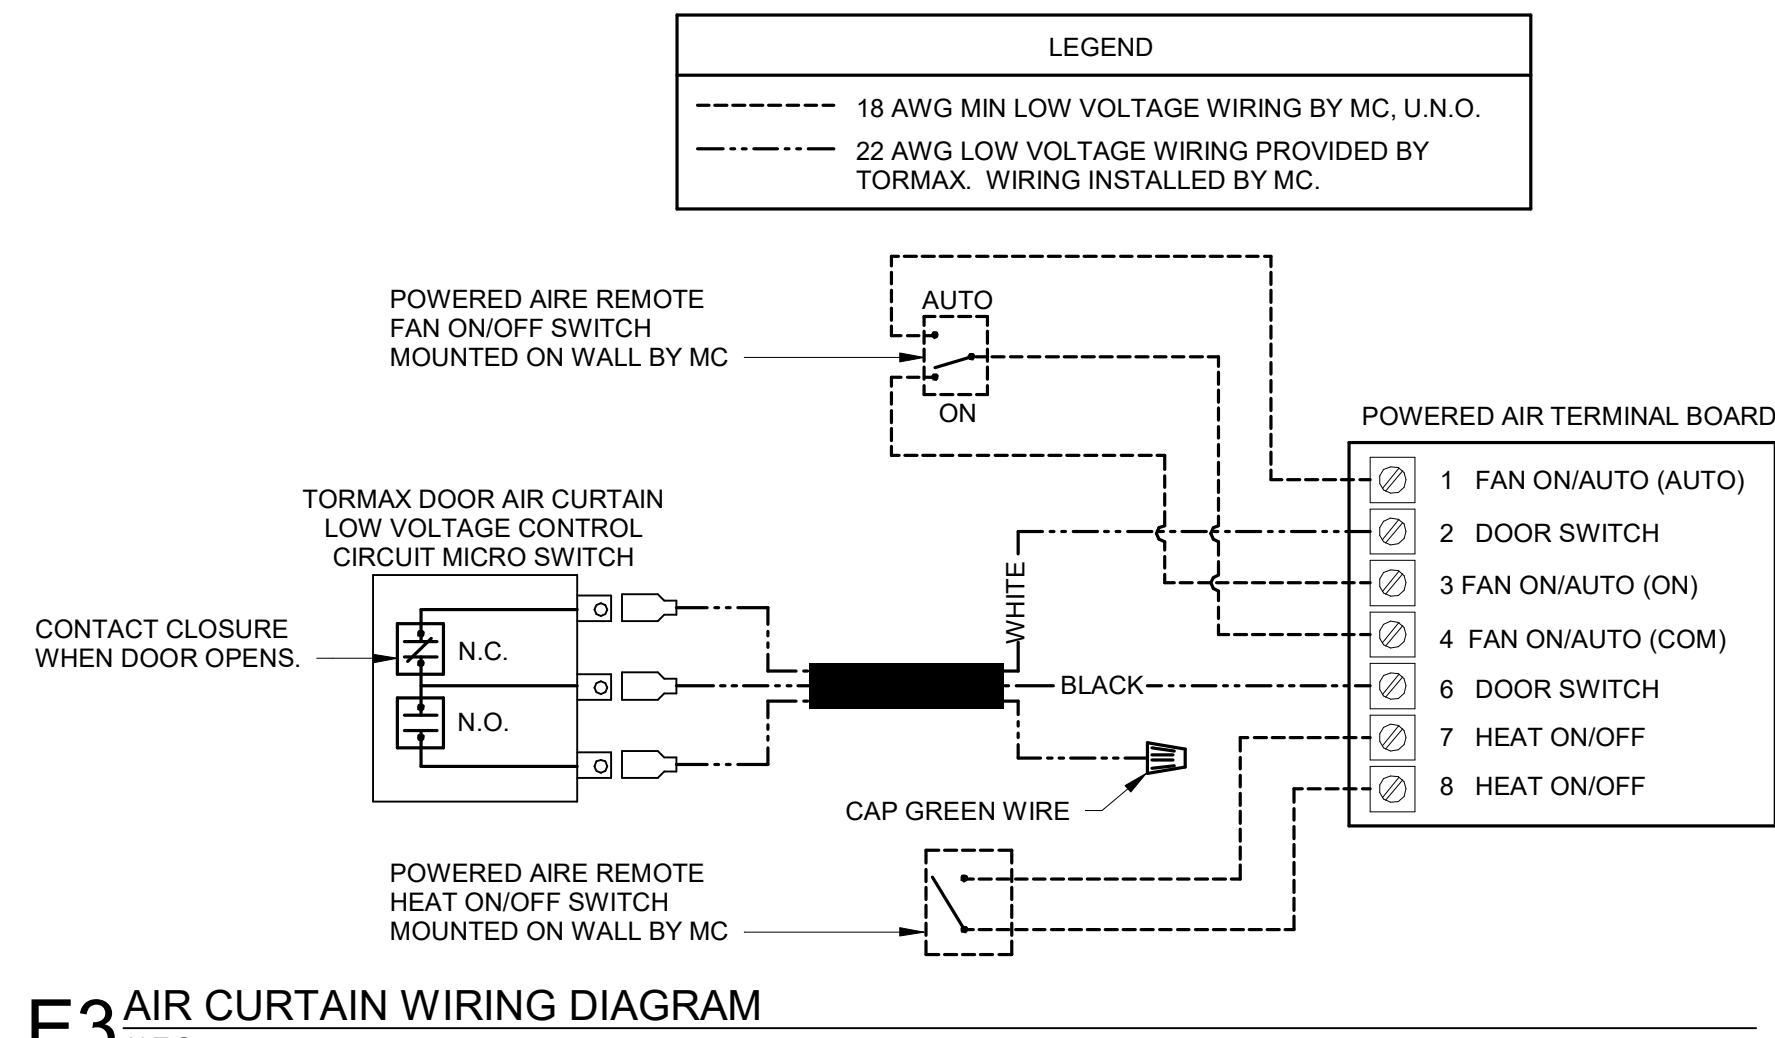 LEGEND
18 AWG MIN LOW VOLTAGE WIRING BY MC, U.N.O.
22 AWG LOW VOLTAGE WIRING PROVIDED BY
TORMAX. WIRING INSTALLED BY MC.
POWERED AIRE REMOTE
FAN ON/OFF SWITCH
MOUNTED ON WALL BY MC
AUTO
ON
POWERED AIR TERMINAL BOARD
1 FAN ON/AUTO (AUTO)
2 DOOR SWITCH
3 FAN ON/AUTO (ON)
4 FAN ON/AUTO (COM)
6 DOOR SWITCH
7 HEAT ON/OFF
8 HEAT ON/OFF
TORMAX DOOR AIR CURTAIN
LOW VOLTAGE CONTROL
CIRCUIT MICRO SWITCH
CONTACT CLOSURE
WHEN DOOR OPENS.
N.C.
N.O.
WHITE
BLACK
CAP GREEN WIRE
POWERED AIRE REMOTE
HEAT ON/OFF SWITCH
MOUNTED ON WALL BY MC
AIR CURTAIN WIRING DIAGRAM